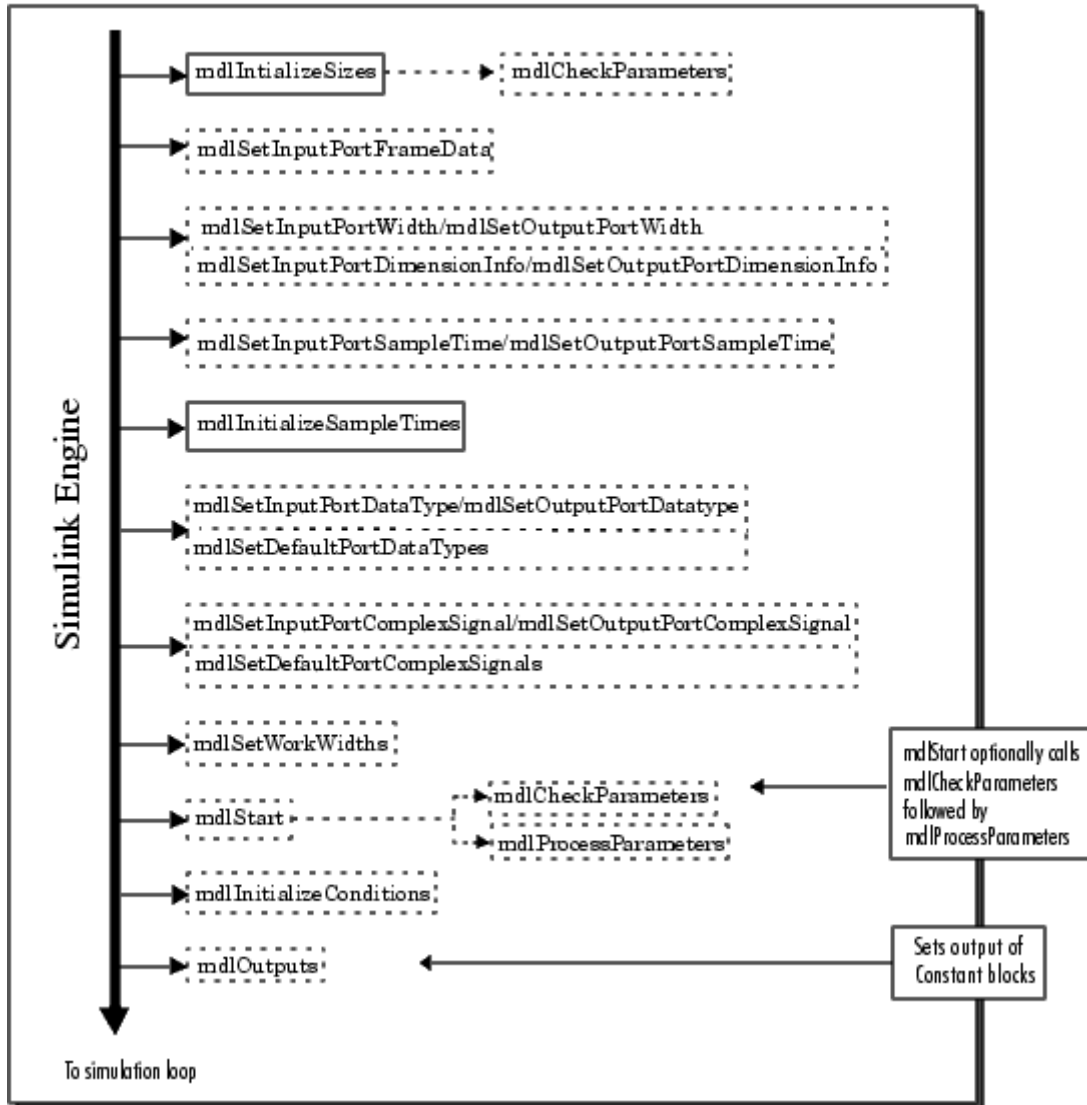 Simulink Engine
mdlIntializeSizes
mdlCheckParameters
mdlSetInputPortFrameData
mdlSetInputPortWidth/mdlSetOutputPortWidth
mdlSetInputPortDimensionInfo/mdlSetOutputPortDimensionInfo
mdlSetInputPortSampleTime/mdlSetOutputPortSampleTime
mdlInitializeSampleTimes
mdlSetInputPortDataType/mdlSetOutputPortDatatype
mdlSetDefaultPortDataTypes
mdlSetInputPortComplexSignal/mdlSetOutputPortComplexSignal
mdlSetDefaultPortComplexSignals
mdlSetWorkWidths
mdlStart
mdlCheckParameters
mdlProcessParameters
mdlStart optionally calls
mdlCheckParameters
followed by
mdlProcessParameters
mdlInitializeConditions
mdlOutputs
Sets output of
Constant blocks
To simulation loop